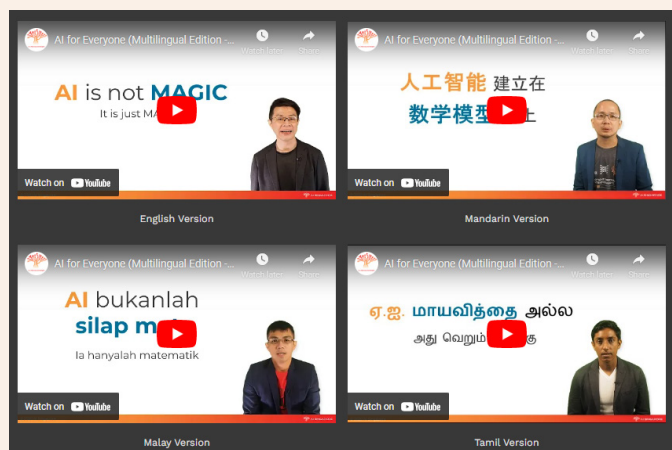 AI for Everyone (Multilingual Edition -...
Watch later
Share
AI is not MAGIC
It is just
Watch on YouTube
English Version
AI for Everyone (Multilingual Edition -...
Watch later
Share
人工智能 建立在
数学模型 上
Watch on YouTube
Mandarin Version
AI for Everyone (Multilingual Edition -...
Watch later
Share
AI bukanlah
silap
Ia hanyalah matematik
Watch on YouTube
Malay Version
AI for Everyone (Multilingual Edition -...
Watch later
Share
ஏ.ஐ. மாயவித்தை அல்ல
அது வெறும்
Watch on YouTube
Tamil Version